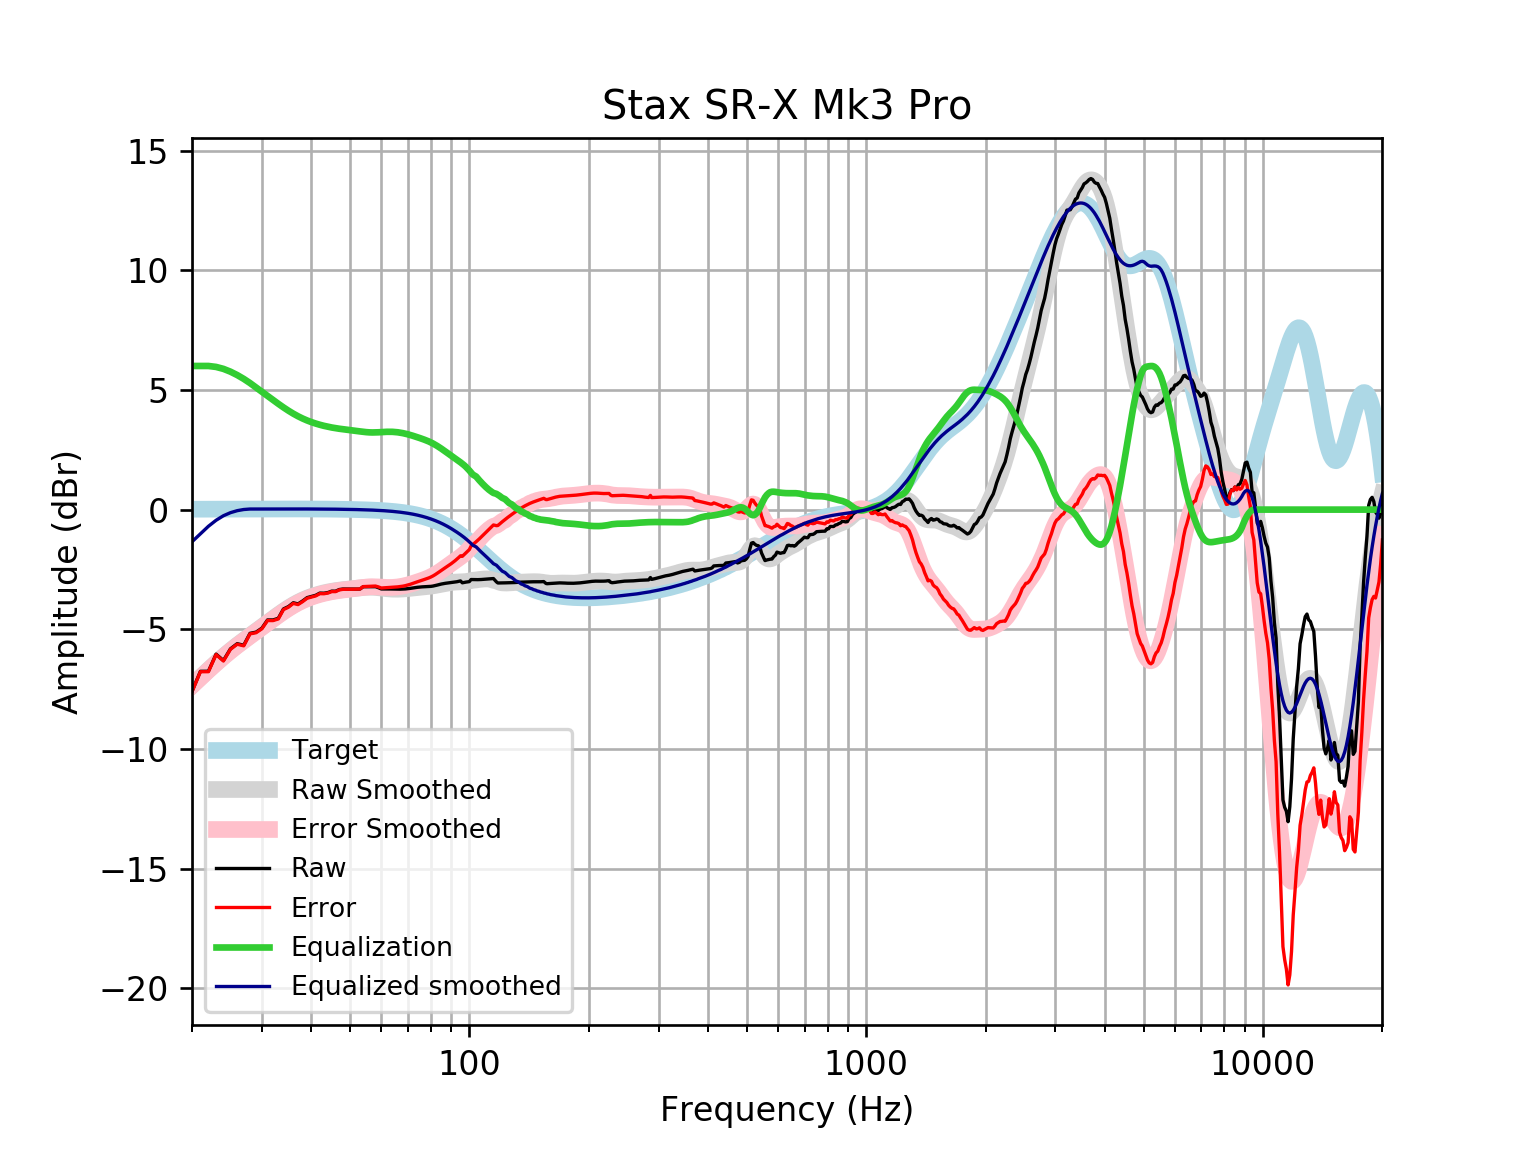 Stax SR-X Mk3 Pro
Amplitude (dBr)
15
10
5
0
−5
−10
−15
−20
Target
Raw Smoothed
Error Smoothed
Raw
Error
Equalization
Equalized smoothed
100 1000 10000
Frequency (Hz)